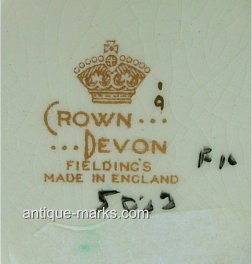 CROWN ...
... DEVON
FIELDING'S
MADE IN ENGLAND
antique-marks.com